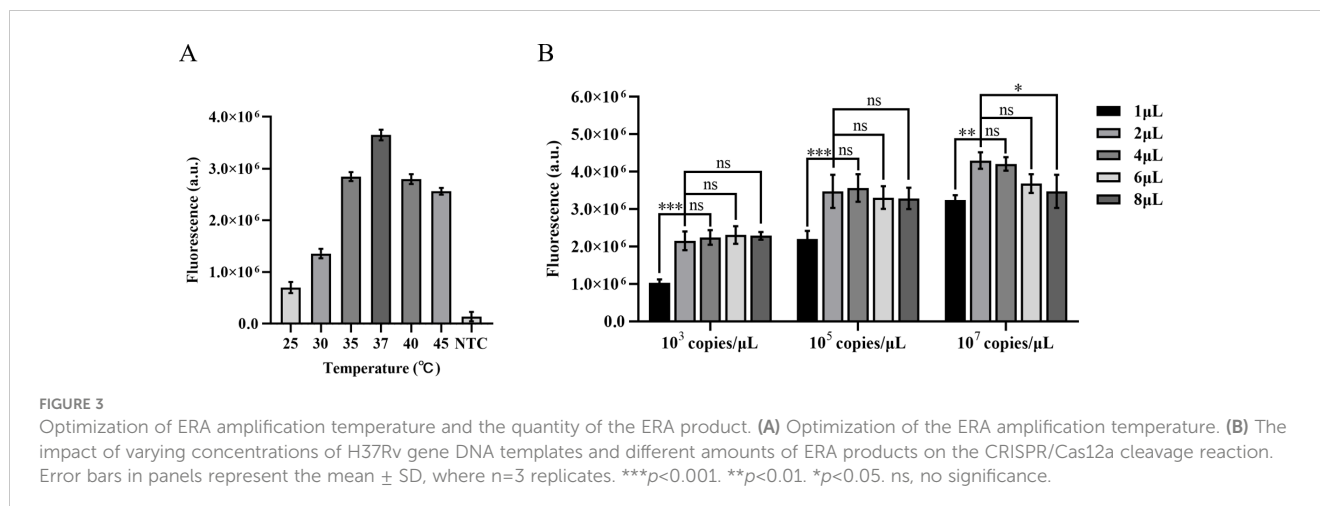 A
Fluorescence (a.u.)
4.0×10⁶
3.0×10⁶
2.0×10⁶
1.0×10⁶
0.0
25 30 35 37 40 45 NTC
Temperature (℃)
B
Fluorescence (a.u.)
6.0×10⁶
5.0×10⁶
4.0×10⁶
3.0×10⁶
2.0×10⁶
1.0×10⁶
0.0
ns
ns
*** ns
ns
ns
*** ns
*
ns
** ns
10³ copies/μL 10⁵ copies/μL 10⁷ copies/μL
1μL
2μL
4μL
6μL
8μL
FIGURE 3
Optimization of ERA amplification temperature and the quantity of the ERA product. (A) Optimization of the ERA amplification temperature. (B) The
impact of varying concentrations of H37Rv gene DNA templates and different amounts of ERA products on the CRISPR/Cas12a cleavage reaction.
Error bars in panels represent the mean ± SD, where n=3 replicates. ***p<0.001. **p<0.01. *p<0.05. ns, no significance.